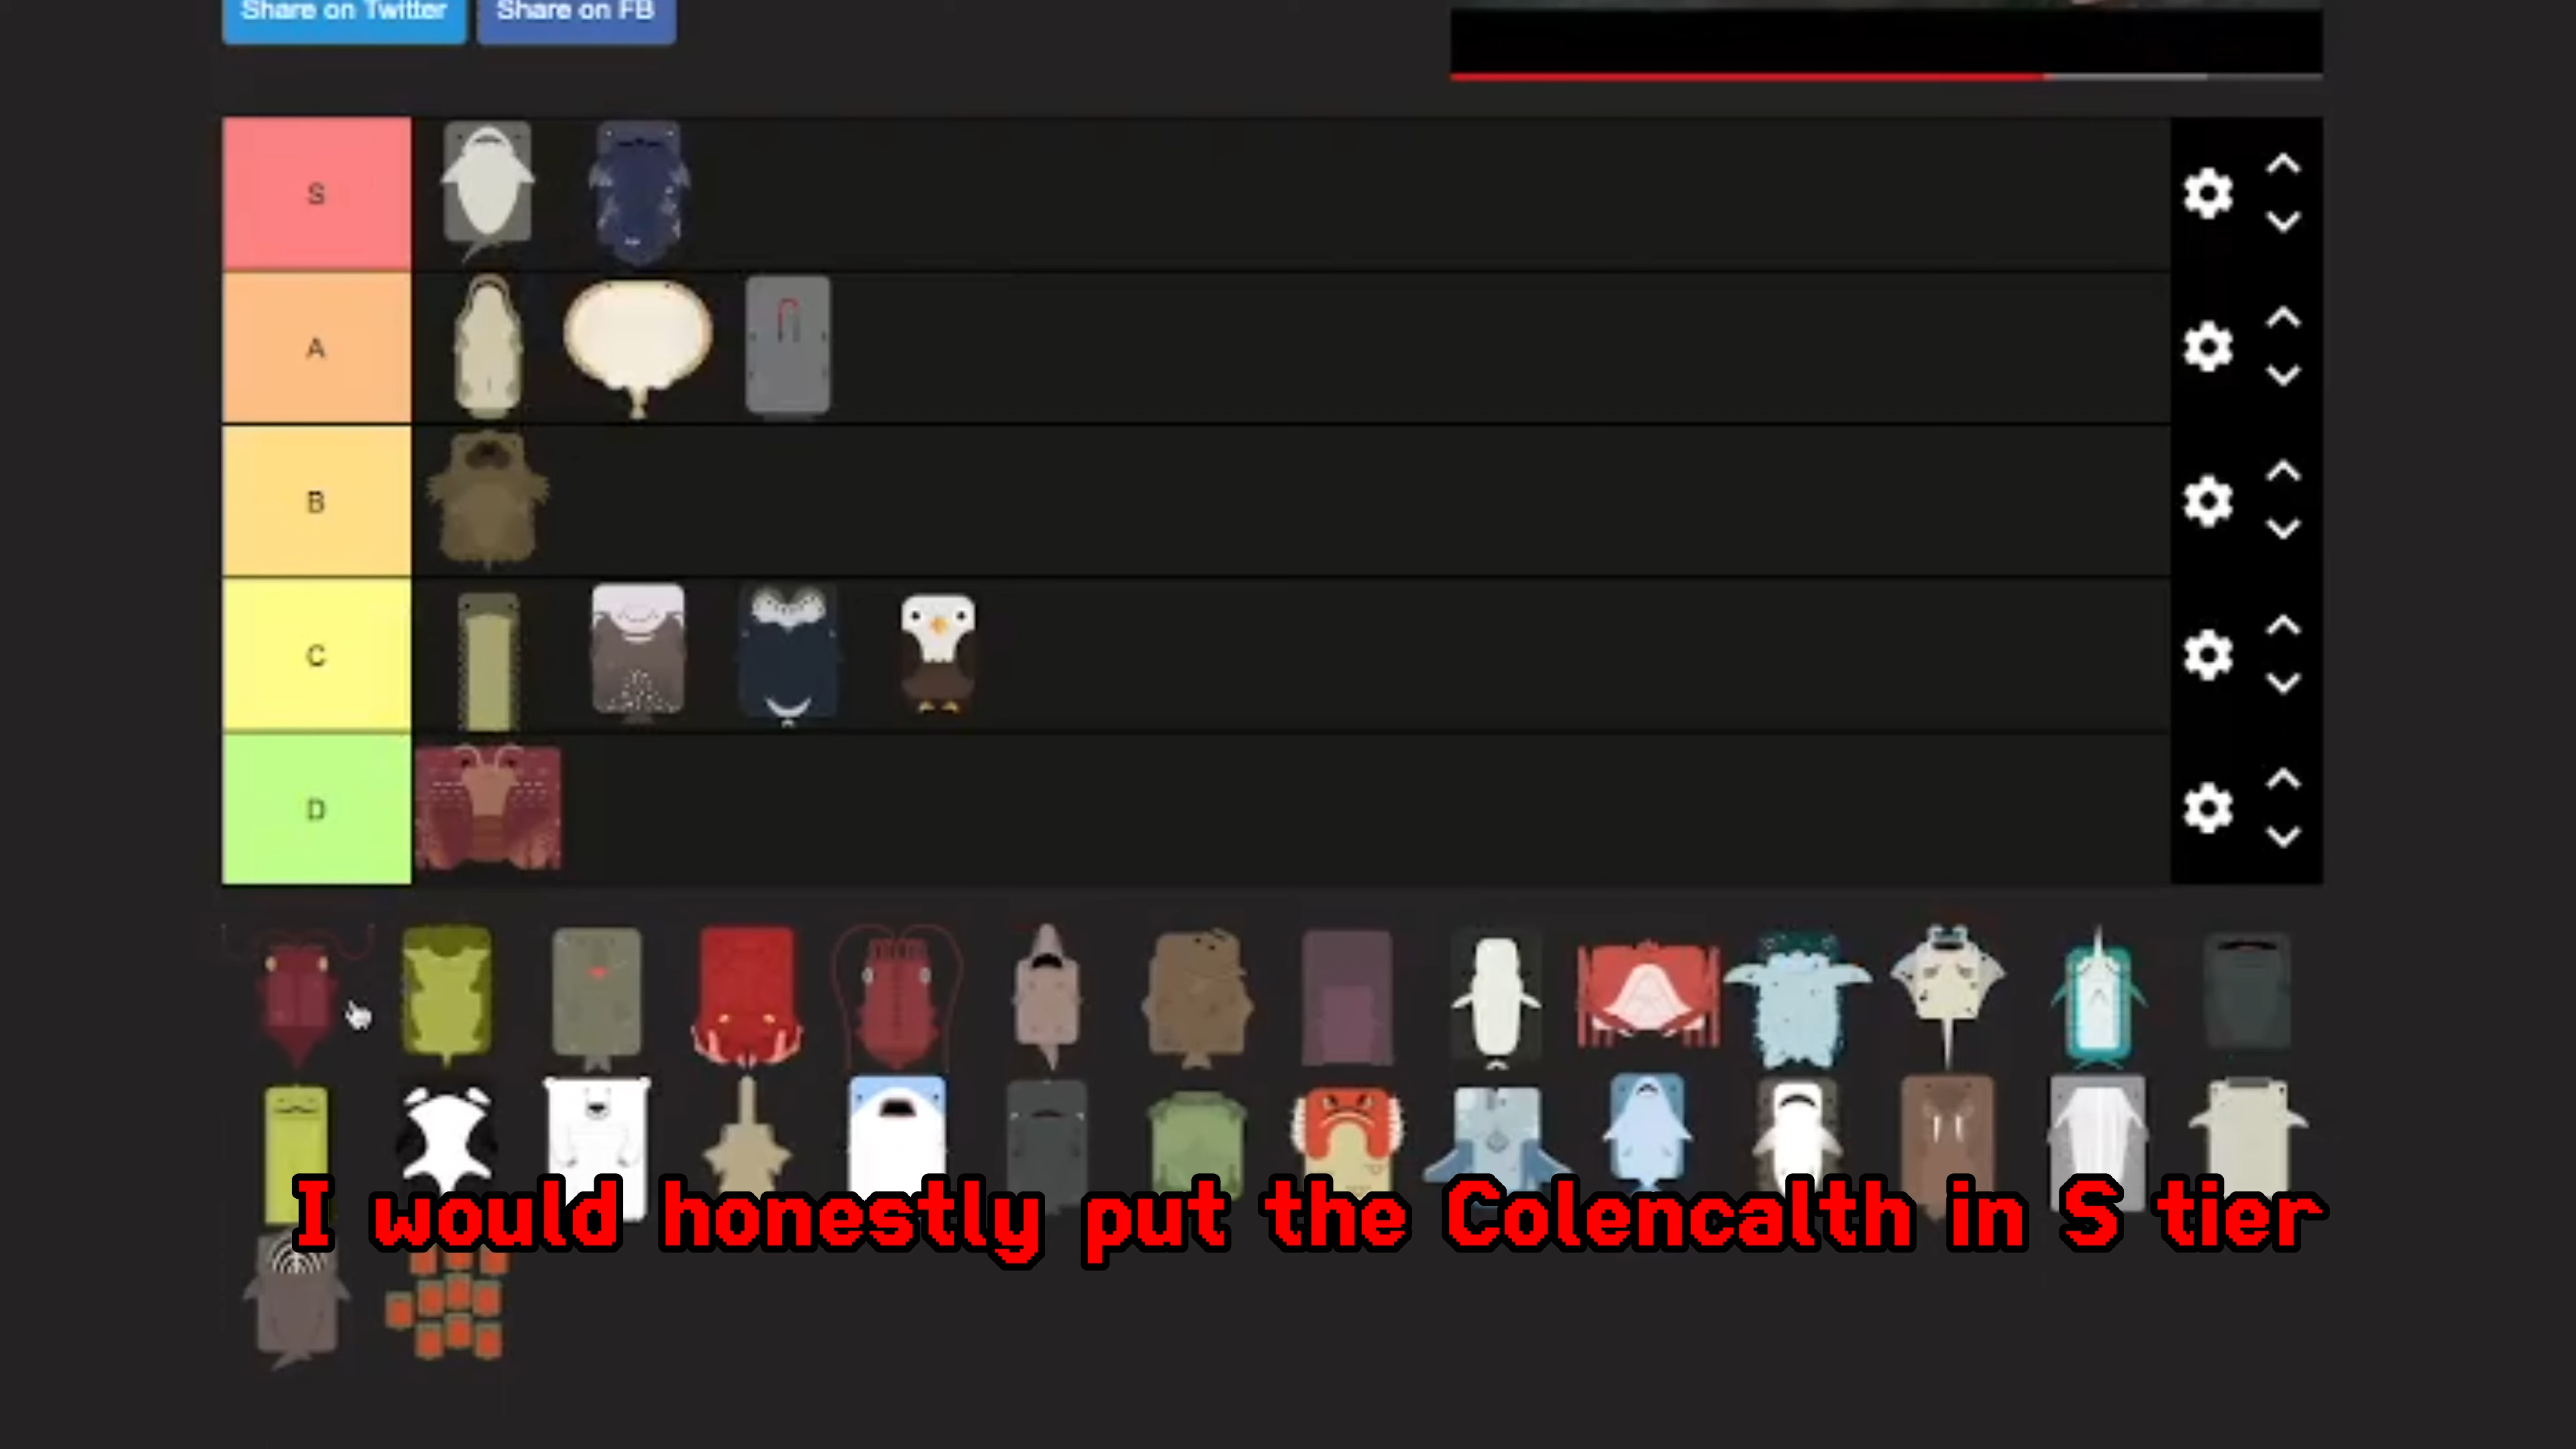 Share on Twitter Share on FB
S
A
B
C
D
I would honestly put the Colencalth in S tier